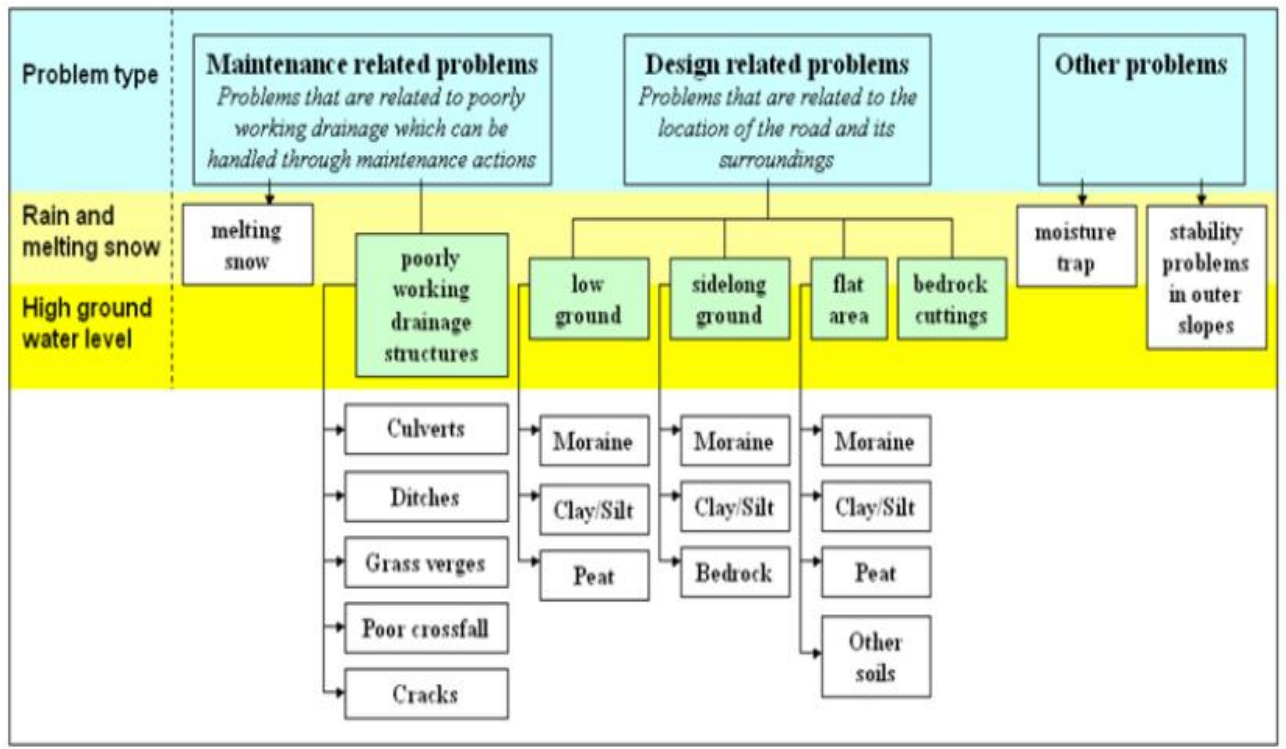 Problem type
Maintenance related problems
Problems that are related to poorly
working drainage which can be
handled through maintenance actions
Design related problems
Problems that are related to the
location of the road and its
surroundings
Other problems
Rain and
melting snow
High ground
water level
melting
snow
poorly
working
drainage
structures
low
ground
sidelong
ground
flat
area
bedrock
cuttings
moisture
trap
stability
problems
in outer
slopes
Culverts
Ditches
Grass verges
Poor crossfall
Cracks
Moraine
Clay/Silt
Peat
Moraine
Clay/Silt
Bedrock
Moraine
Clay/Silt
Peat
Other
soils